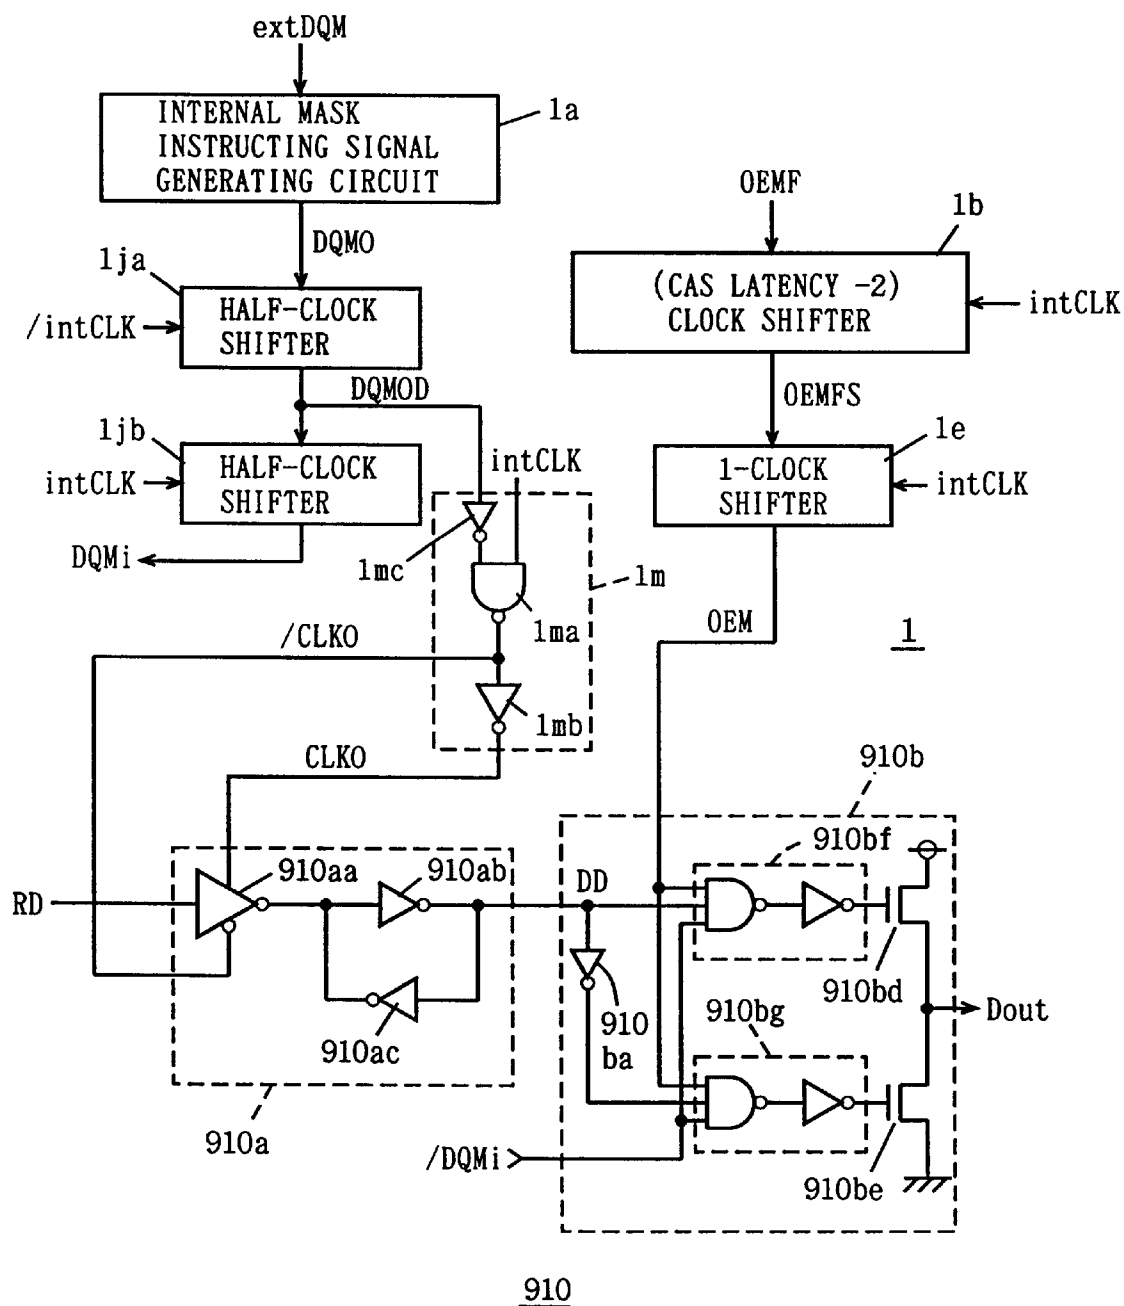 extDQM
INTERNAL MASK
INSTRUCTING SIGNAL
GENERATING CIRCUIT
1a
DQMO
OEMF
1b
(CAS LATENCY -2)
CLOCK SHIFTER
intCLK
1ja
/intCLK
HALF-CLOCK
SHIFTER
DQMOD
OEMFS
1jb
intCLK
HALF-CLOCK
SHIFTER
intCLK
1e
1-CLOCK
SHIFTER
intCLK
DQMi
1mc
1m
1ma
/CLKO
OEM
1
1mb
CLKO
910b
910bf
RD
910aa
910ab
DD
910ac
910
ba
910bd
910bg
Dout
910a
/DQMi
910be
910